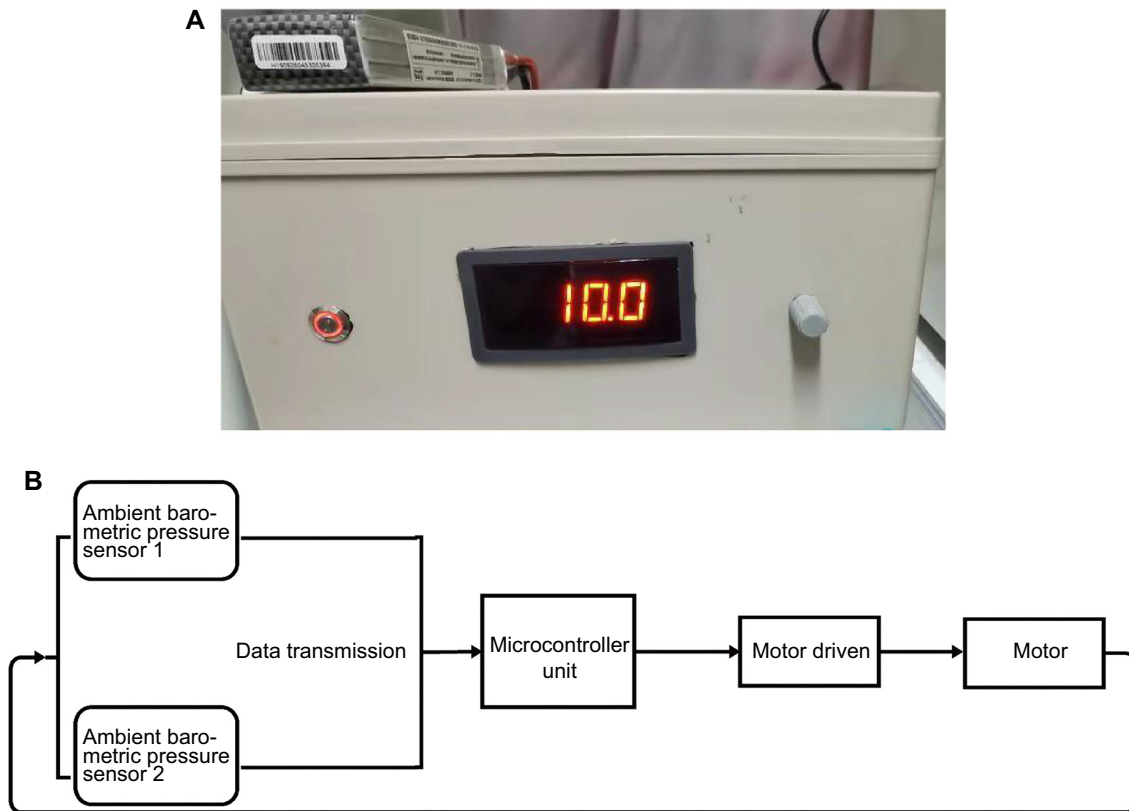 A
H190926045300384
10.0
B
Ambient baro-
metric pressure
sensor 1
Data transmission
Microcontroller
unit
Motor driven
Motor
Ambient baro-
metric pressure
sensor 2